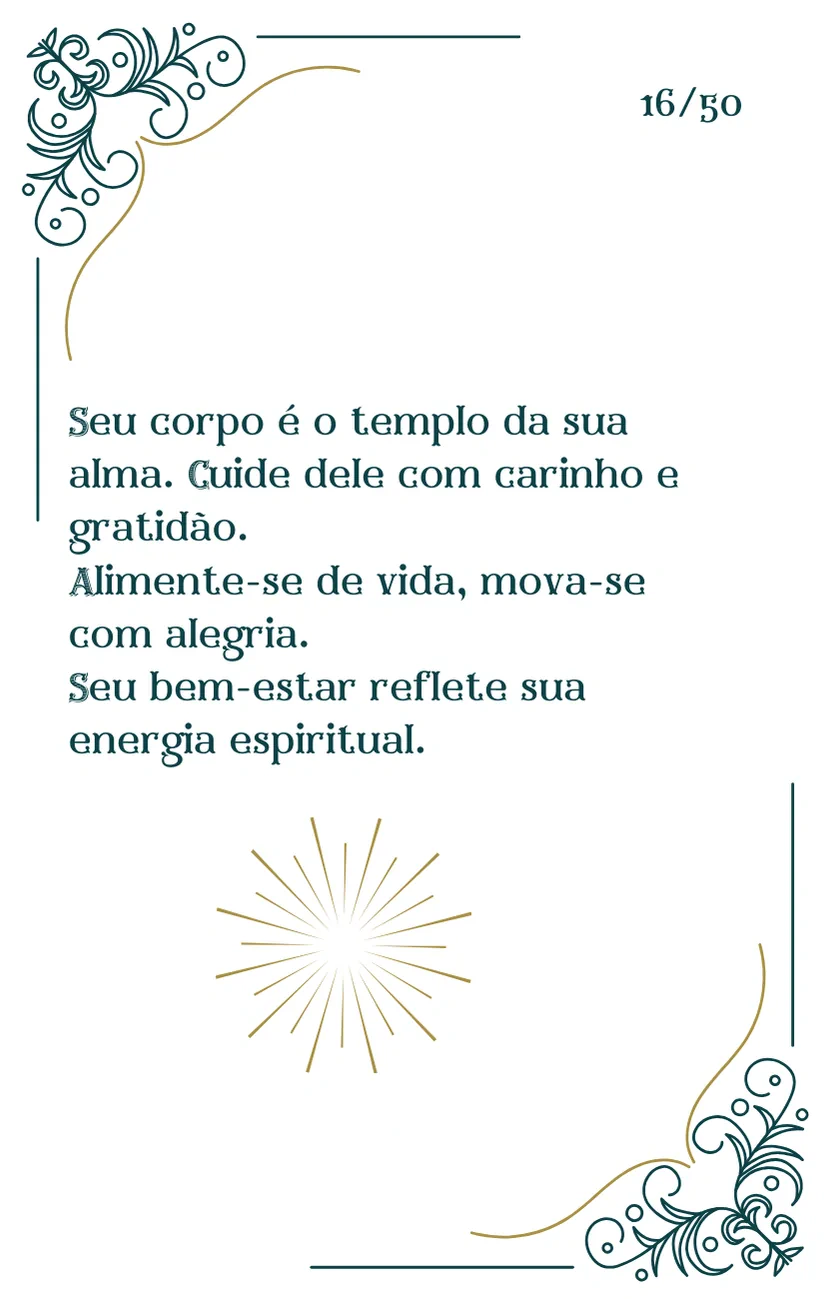 16/50
Seu corpo é o templo da sua
alma. Cuide dele com carinho e
gratidão.
Alimente-se de vida, mova-se
com alegria.
Seu bem-estar reflete sua
energia espiritual.